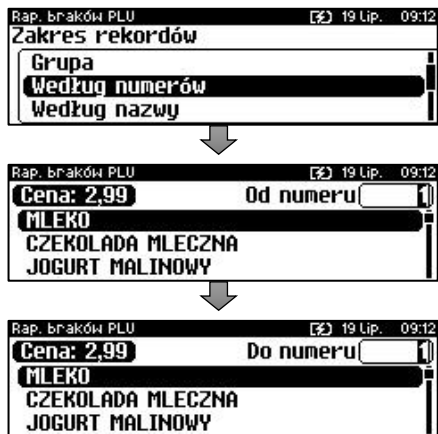 Rap. braków PLU 19 Lip. 09:12
Zakres rekordów
Grupa
Według numerów
Według nazwy
Rap. braków PLU 19 Lip. 09:12
Cena: 2,99 Od numeru 1
MLEKO
CZEKOLADA MLECZNA
JOGURT MALINOWY
Rap. braków PLU 19 Lip. 09:12
Cena: 2,99 Do numeru 1
MLEKO
CZEKOLADA MLECZNA
JOGURT MALINOWY